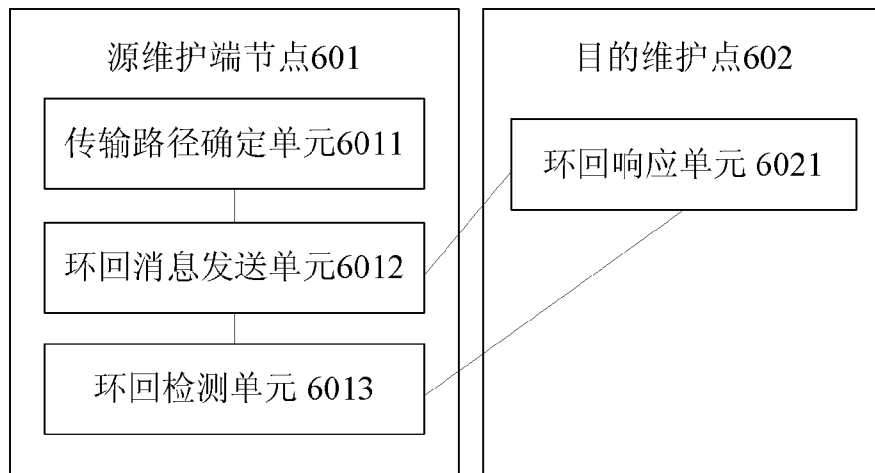 源维护端节点601
传输路径确定单元6011
环回消息发送单元6012
环回检测单元 6013
目的维护点602
环回响应单元 6021